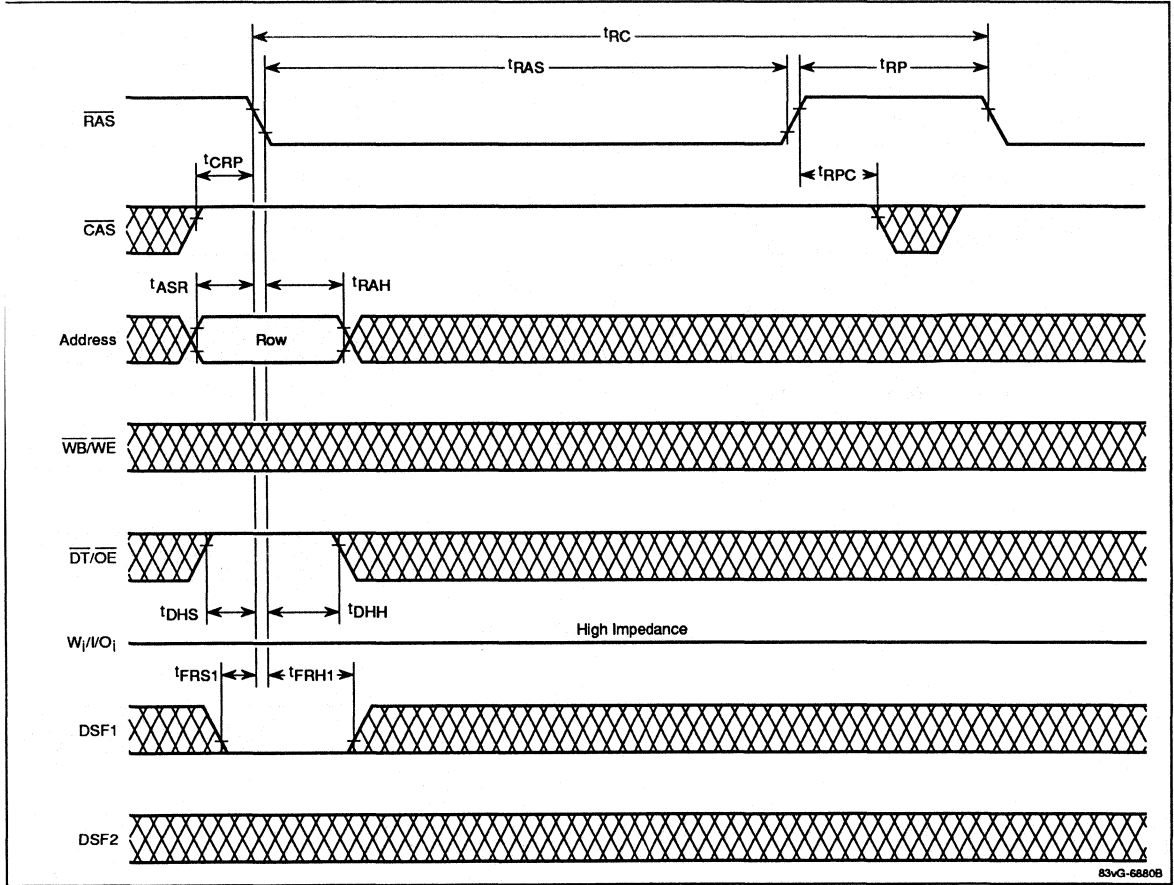 tRC
tRAS
tRP
RAS
tCRP
tRPC
CAS
tASR
tRAH
Address
Row
WB/WE
DT/OE
tDHS
tDHH
High Impedance
Wi/I/Oi
tFRS1
tFRH1
DSF1
DSF2
83vG-6880B